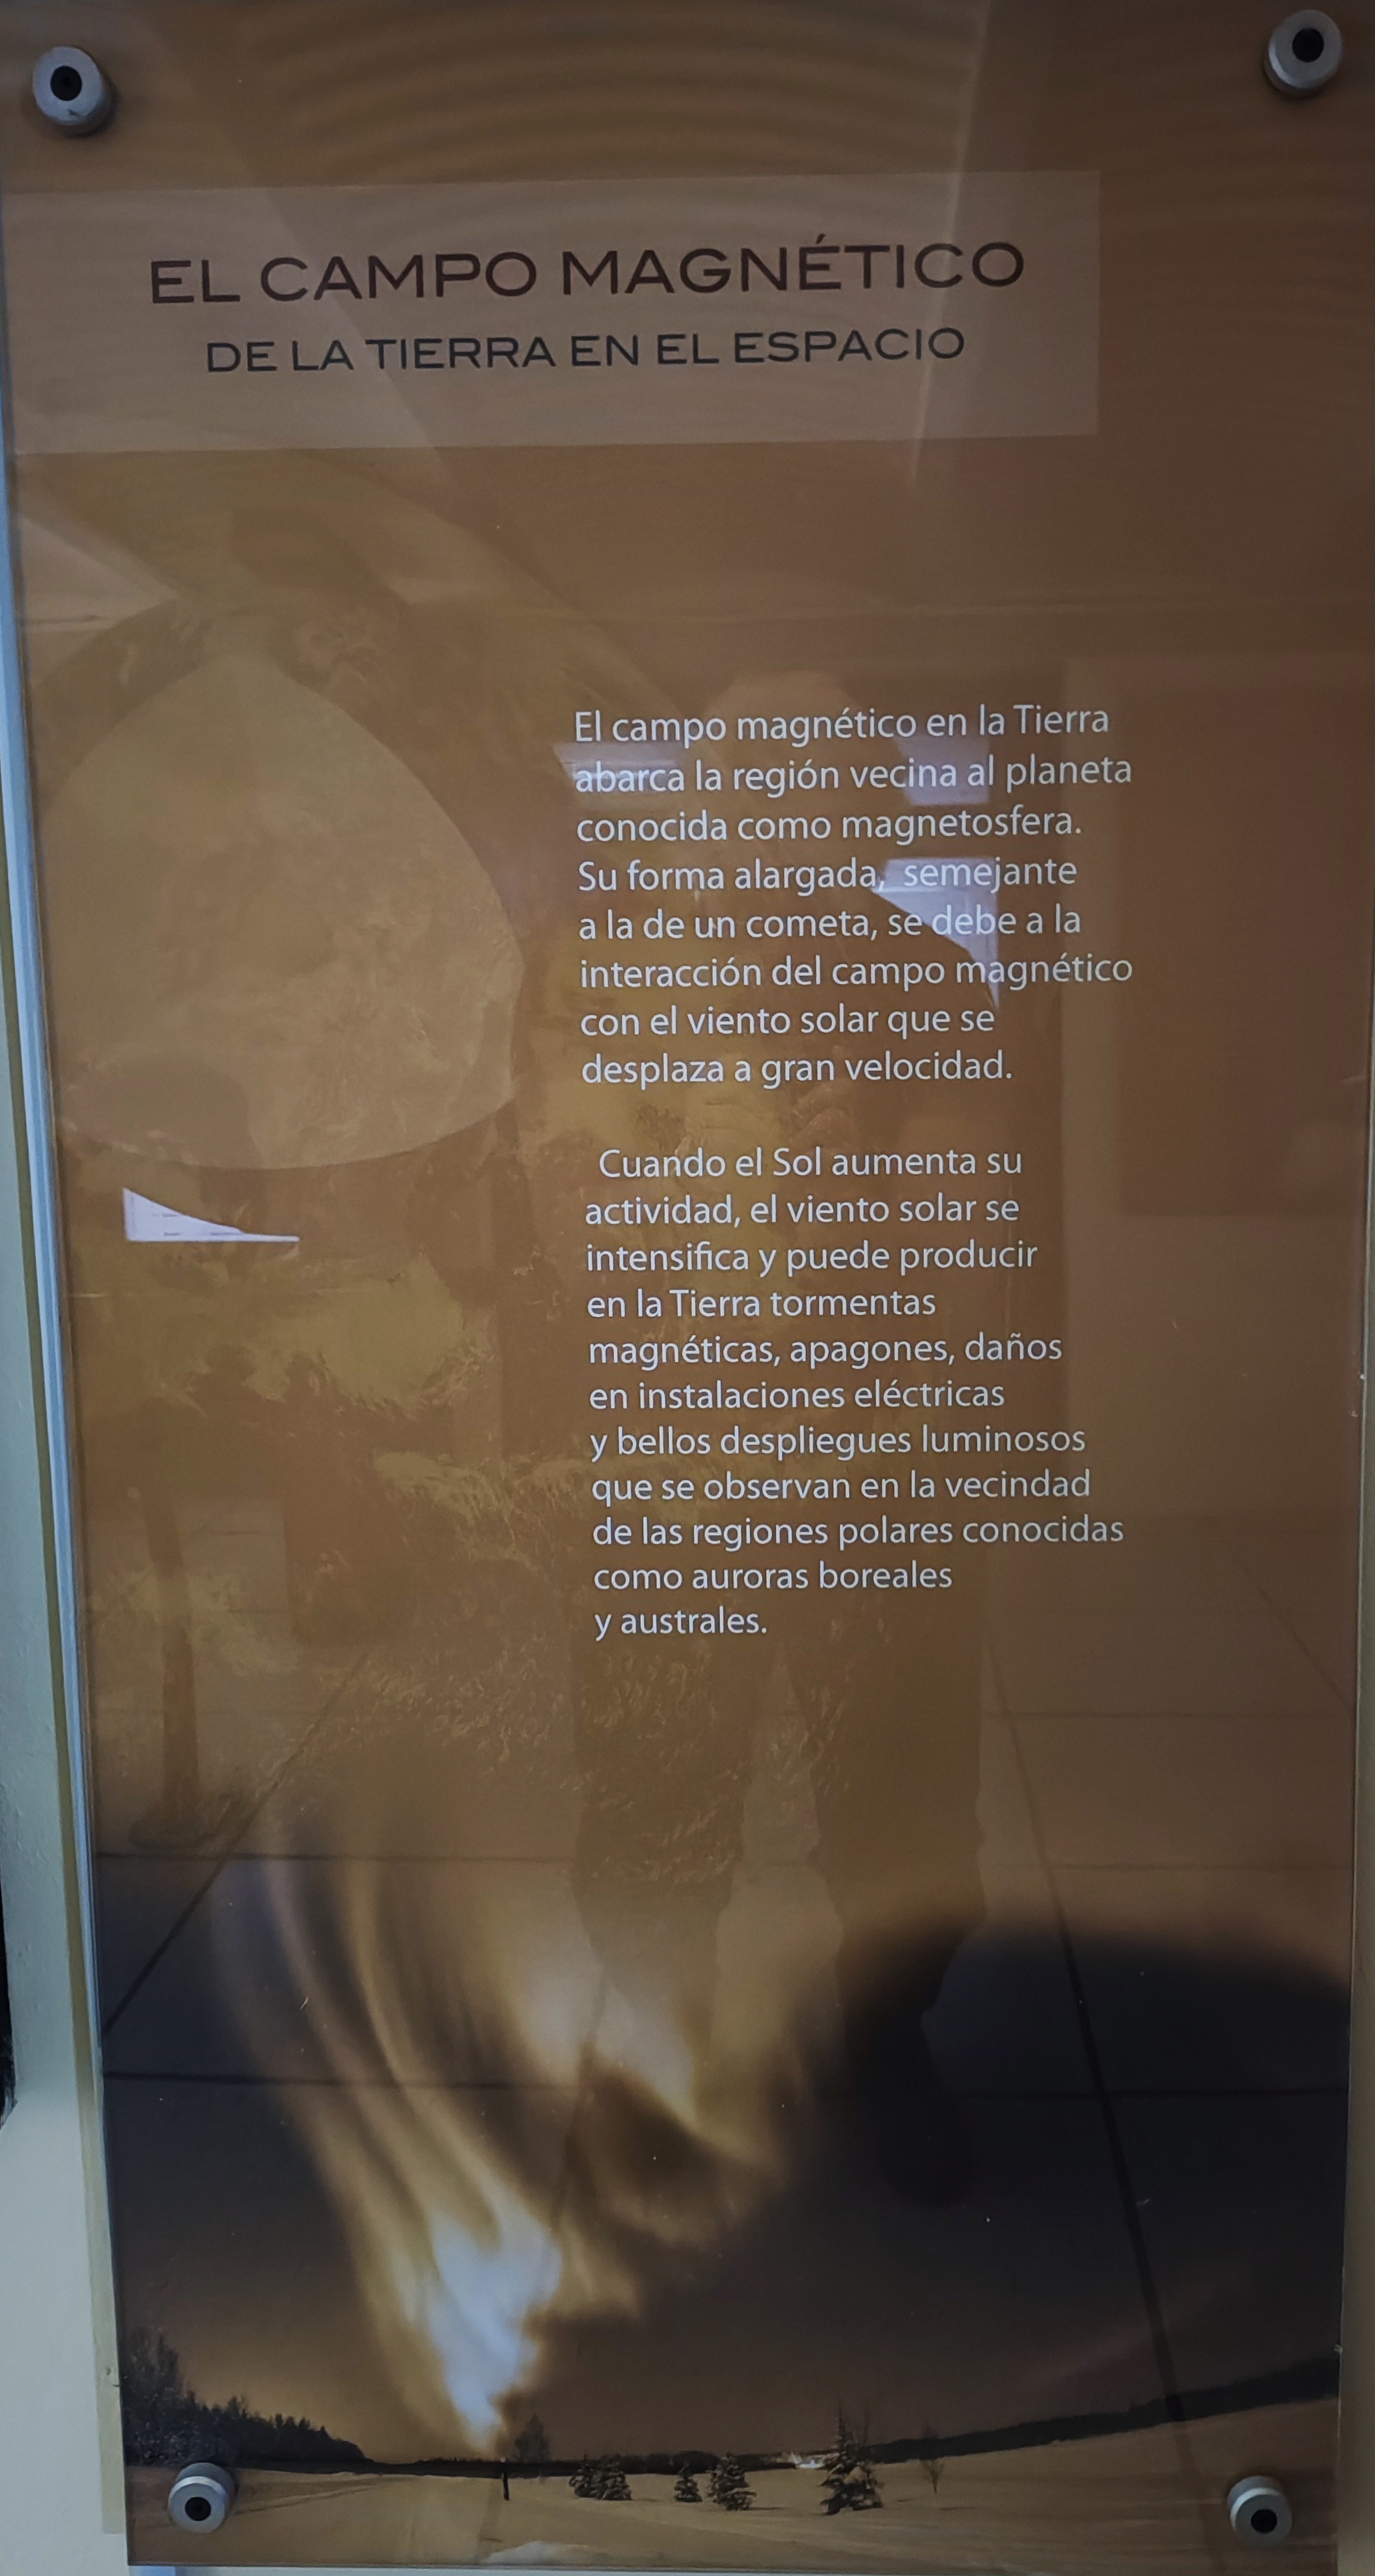 EL CAMPO MAGNÉTICO
DE LA TIERRA EN EL ESPACIO
El campo magnético en la Tierra
abarca la región vecina al planeta
conocida como magnetosfera.
Su forma alargada, semejante
a la de un cometa, se debe a la
interacción del campo magnético
con el viento solar que se
desplaza a gran velocidad.
Cuando el Sol aumenta su
actividad, el viento solar se
intensifica y puede producir
en la Tierra tormentas
magnéticas, apagones, daños
en instalaciones eléctricas
y bellos despliegues luminosos
que se observan en la vecindad
de las regiones polares conocidas
como auroras boreales
y australes.